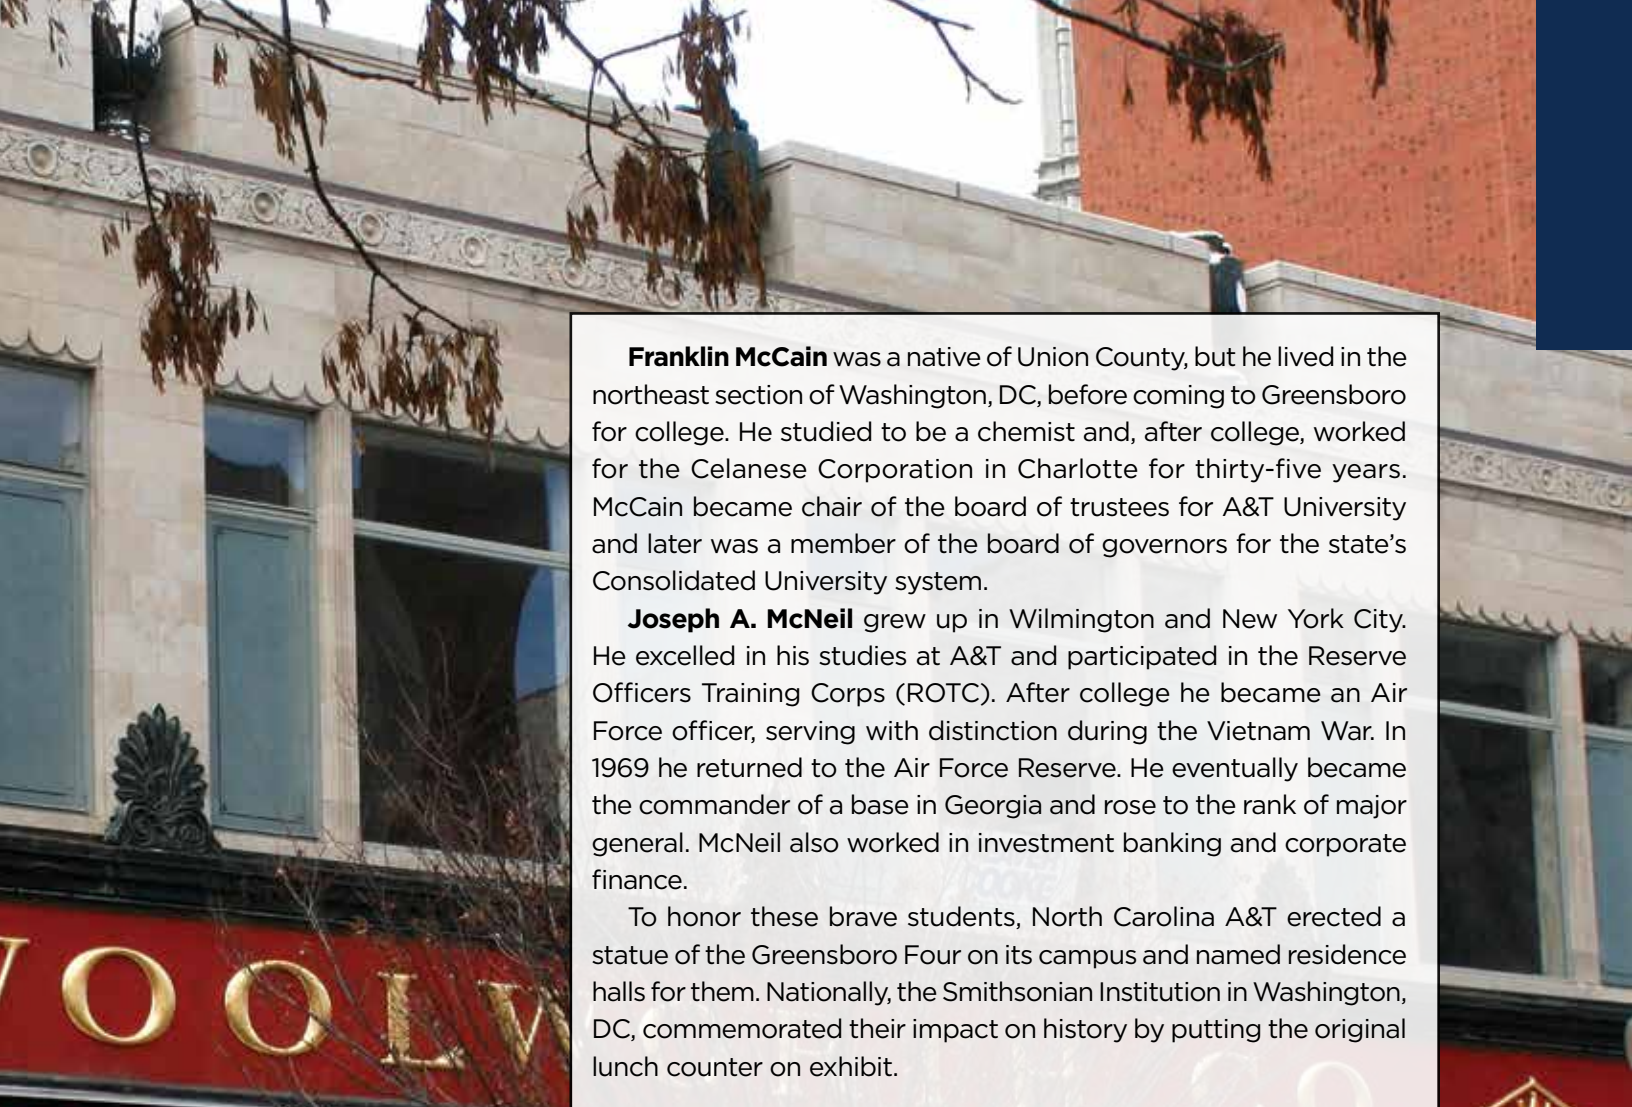 Franklin McCain was a native of Union County, but he lived in the
northeast section of Washington, DC, before coming to Greensboro
for college. He studied to be a chemist and, after college, worked
for the Celanese Corporation in Charlotte for thirty-five years.
McCain became chair of the board of trustees for A&T University
and later was a member of the board of governors for the state’s
Consolidated University system.
Joseph A. McNeil grew up in Wilmington and New York City.
He excelled in his studies at A&T and participated in the Reserve
Officers Training Corps (ROTC). After college he became an Air
Force officer, serving with distinction during the Vietnam War. In
1969 he returned to the Air Force Reserve. He eventually became
the commander of a base in Georgia and rose to the rank of major
general. McNeil also worked in investment banking and corporate
finance.
To honor these brave students, North Carolina A&T erected a
statue of the Greensboro Four on its campus and named residence
halls for them. Nationally, the Smithsonian Institution in Washington,
DC, commemorated their impact on history by putting the original
lunch counter on exhibit.
WOOLW